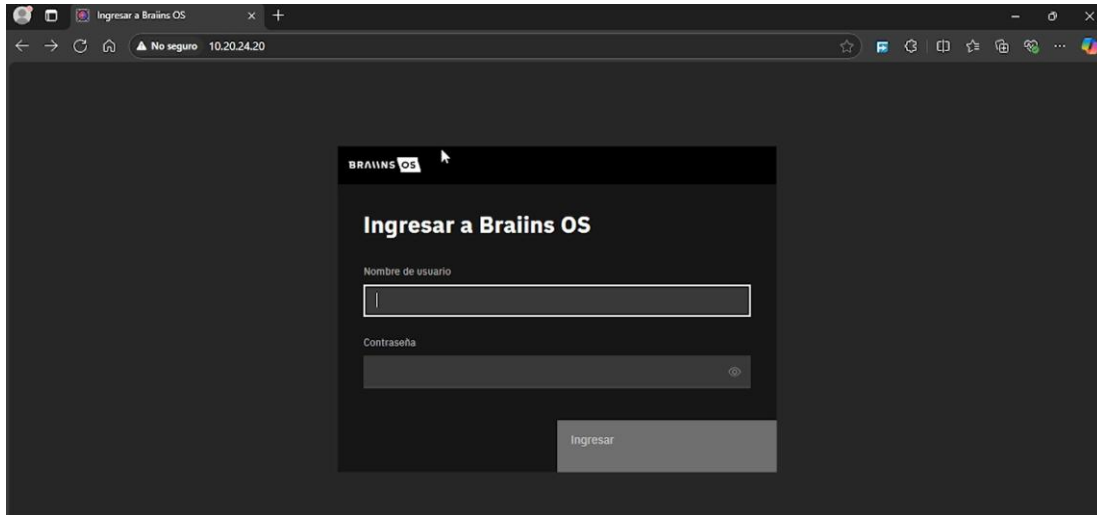 Ingresar a Braiins OS
No seguro 10.20.24.20
BRAIINS OS
Ingresar a Braiins OS
Nombre de usuario
Contraseña
Ingresar